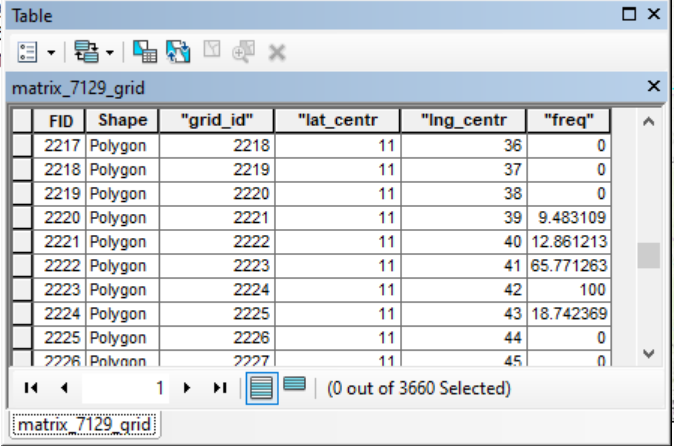 Table
matrix_7129_grid
FID Shape "grid_id" "lat_centr "lng_centr "freq"
2217 Polygon 2218 11 36 0
2218 Polygon 2219 11 37 0
2219 Polygon 2220 11 38 0
2220 Polygon 2221 11 39 9.483109
2221 Polygon 2222 11 40 12.861213
2222 Polygon 2223 11 41 65.771263
2223 Polygon 2224 11 42 100
2224 Polygon 2225 11 43 18.742369
2225 Polygon 2226 11 44 0
2226 Polygon 2227 11 45 0
1 (0 out of 3660 Selected)
matrix_7129_grid